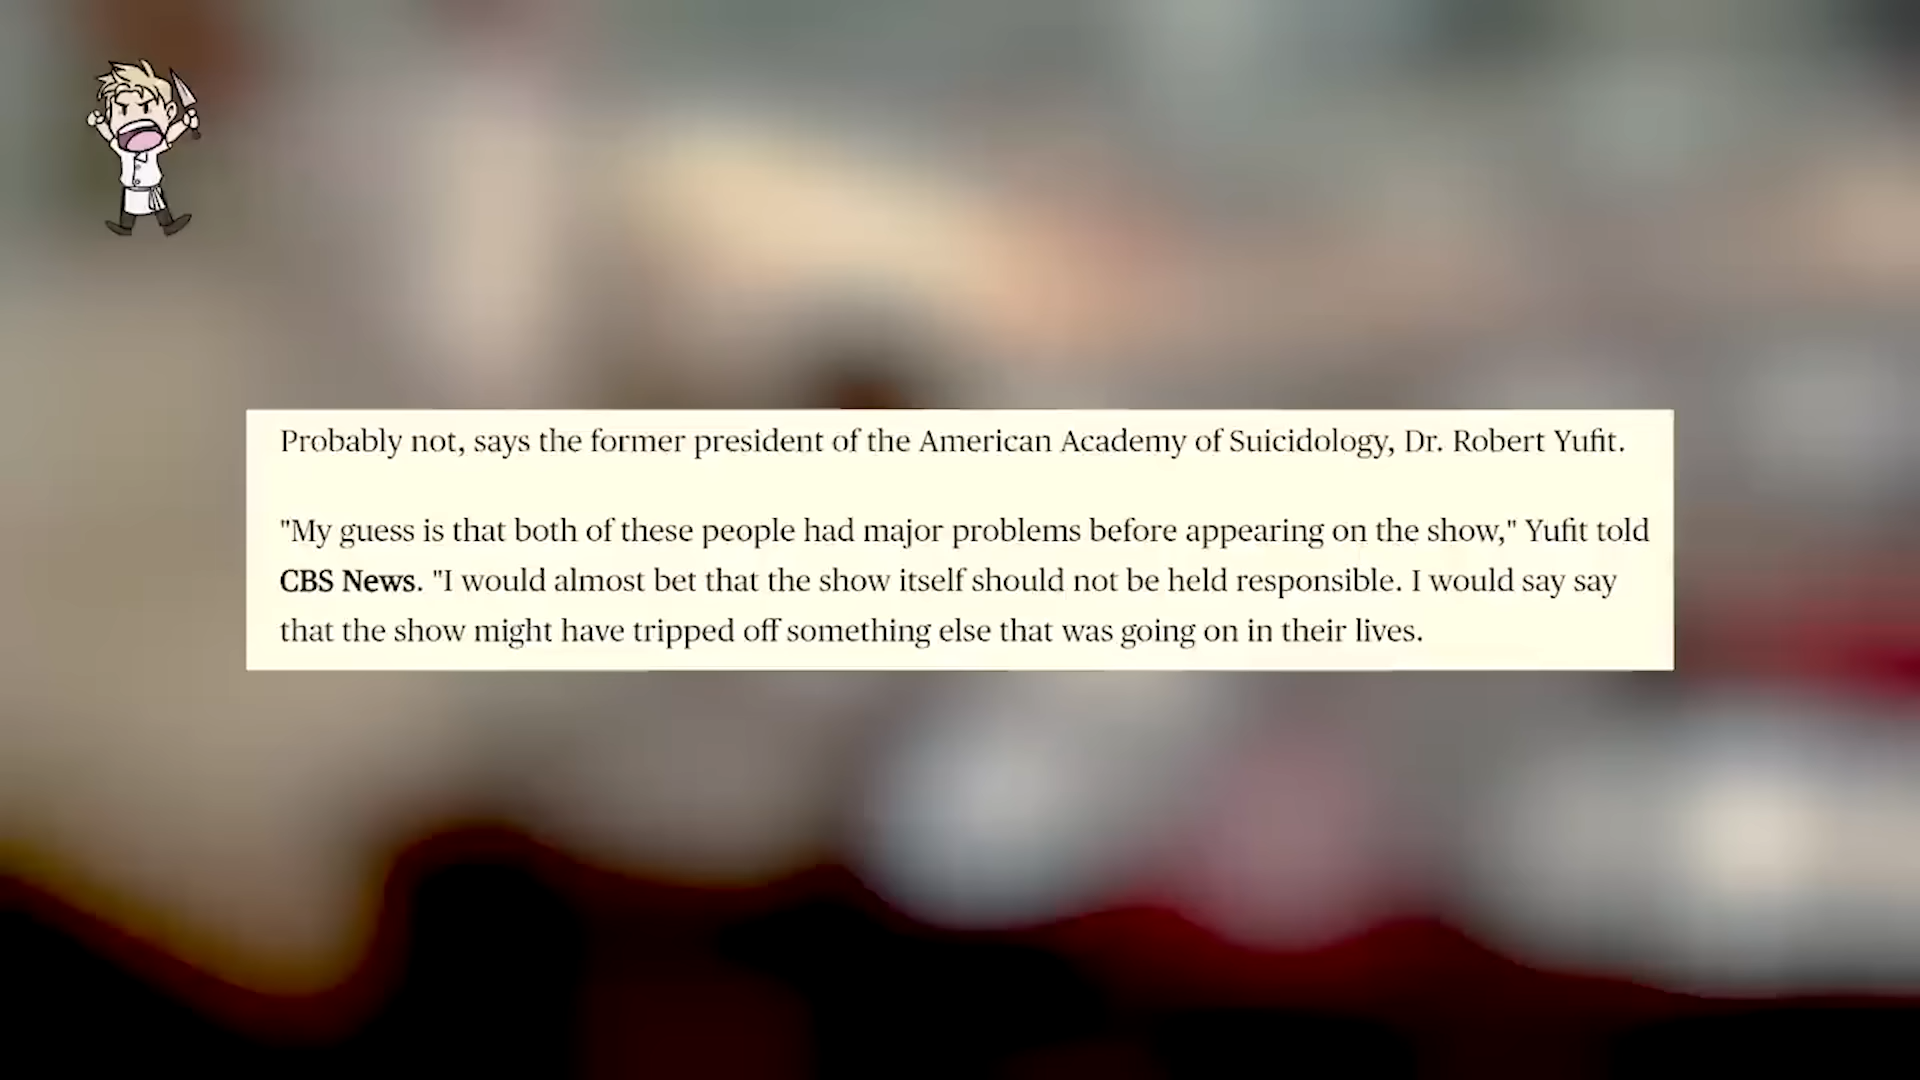 Probably not, says the former president of the American Academy of Suicidology, Dr. Robert Yufit.
"My guess is that both of these people had major problems before appearing on the show," Yufit told
CBS News. "I would almost bet that the show itself should not be held responsible. I would say say
that the show might have tripped off something else that was going on in their lives.